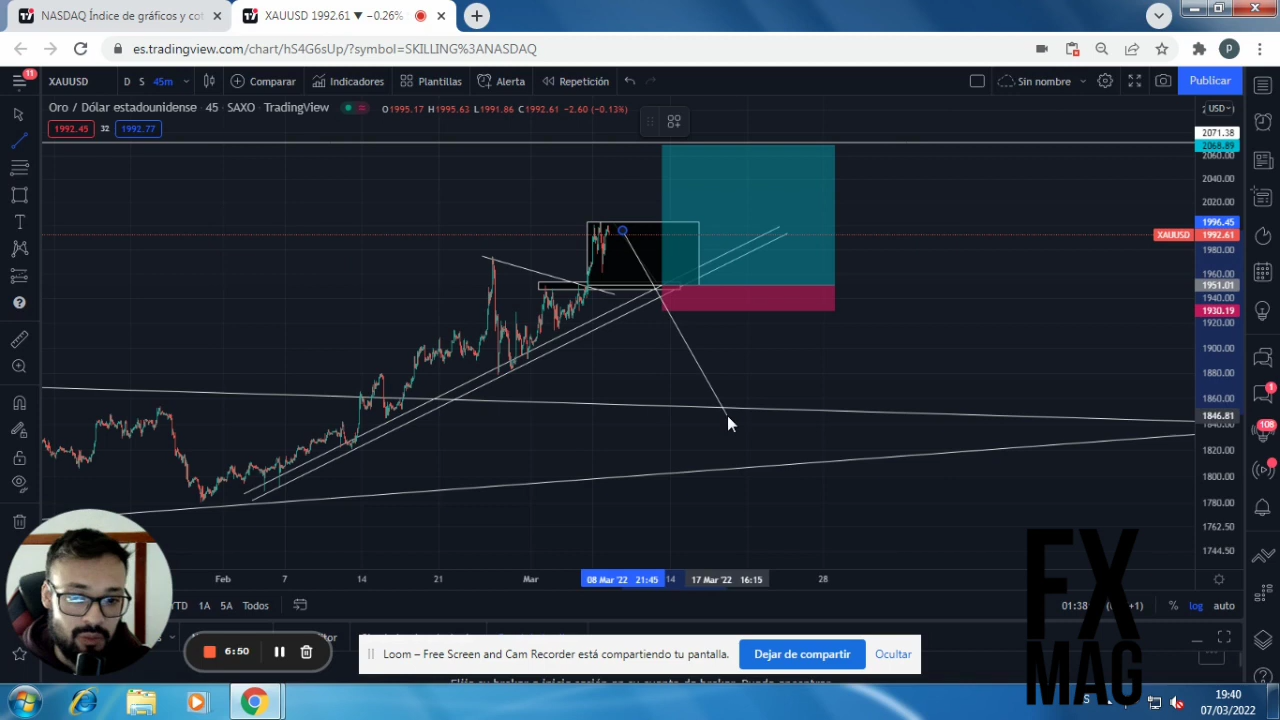 NASDAQ Índice de gráficos y cot
XAUUSD 1992.61 ▼ −0.26%
es.tradingview.com/chart/hS4G6sUp/?symbol=SKILLING%3ANASDAQ
P
11
XAUUSD D S 45m Comparar Indicadores Plantillas Alerta Repetición Sin nombre Publicar
Oro / Dólar estadounidense · 45 · SAXO · TradingView
O1995.17 H1995.63 L1991.86 C1992.61 −2.60 (−0.13%)
1992.45 32 1992.77
USD
2071.38
2068.89
2060.00
2040.00
2020.00
1996.45
XAUUSD 1992.61
1980.00
1960.00
1951.01
1940.00
1930.19
1920.00
1900.00
1880.00
1860.00
1846.81
1840.00
1820.00
1800.00
1780.00
1762.50
1744.50
1
108
Feb 7 14 21 Mar 08 Mar '22 21:45 14 17 Mar '22 16:15 28
YTD 1A 5A Todos
% log auto
6:50
Loom – Free Screen and Cam Recorder está compartiendo tu pantalla. Dejar de compartir Ocultar
FX
MAG
19:40
07/03/2022